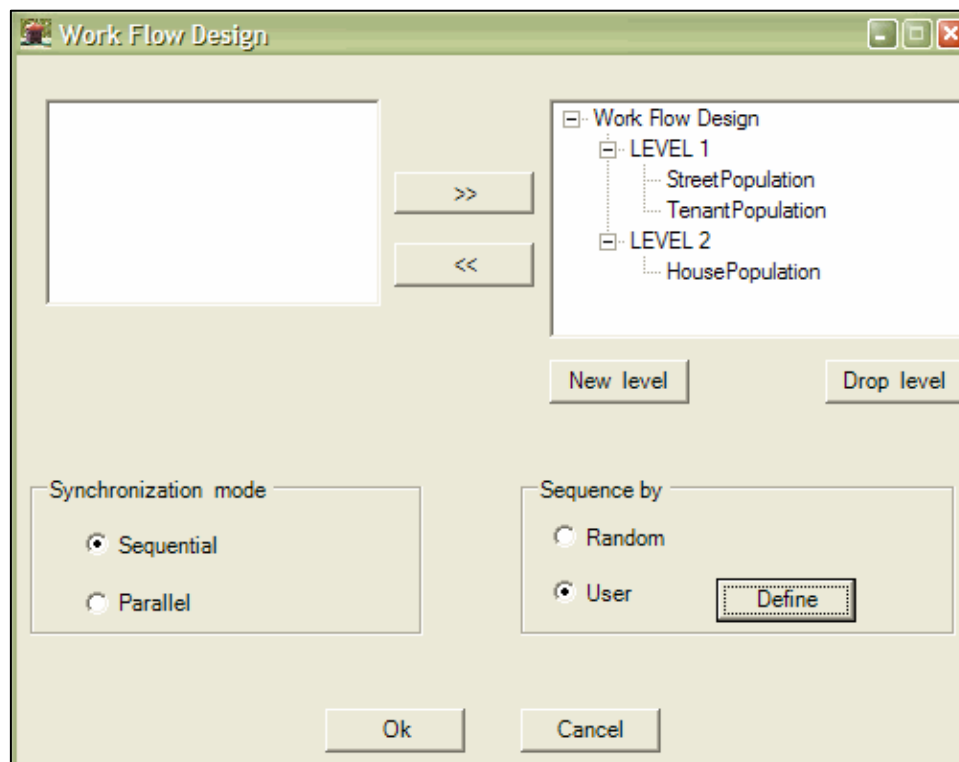 Work Flow Design
Work Flow Design
LEVEL 1
StreetPopulation
TenantPopulation
LEVEL 2
HousePopulation
>>
<<
New level
Drop level
Synchronization mode
Sequential
Parallel
Sequence by
Random
User
Define
Ok
Cancel